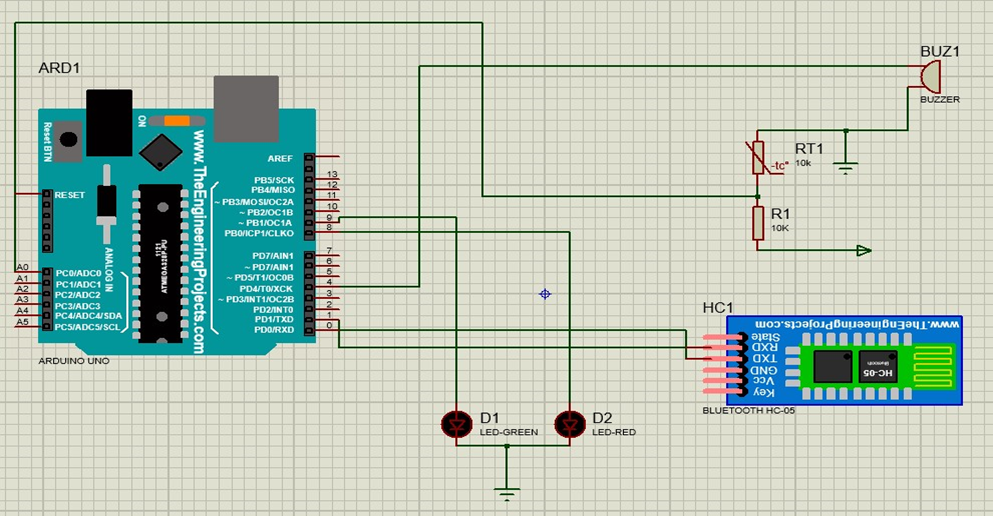 ARD1
Reset BTN
ON
www.TheEngineeringProjects.com
RESET
ANALOG IN
1121
ATMEGA328P-PU
A0
A1
A2
A3
A4
A5
PC0/ADC0
PC1/ADC1
PC2/ADC2
PC3/ADC3
PC4/ADC4/SDA
PC5/ADC5/SCL
ARDUINO UNO
AREF
PB5/SCK 13
PB4/MISO 12
~ PB3/MOSI/OC2A 11
~ PB2/OC1B 10
~ PB1/OC1A 9
PB0/ICP1/CLKO 8
PD7/AIN1 7
~ PD7/AIN1 6
~ PD5/T1/OC0B 5
PD4/T0/XCK 4
~ PD3/INT1/OC2B 3
PD2/INT0 2
PD1/TXD 1
PD0/RXD 0
BUZ1
BUZZER
RT1
10k
-tc°
R1
10K
HC1
www.TheEngineeringProjects.com
State
RXD
TXD
GND
Vcc
Key
Bluetooth
HC-05
BLUETOOTH HC-05
D1
LED-GREEN
D2
LED-RED